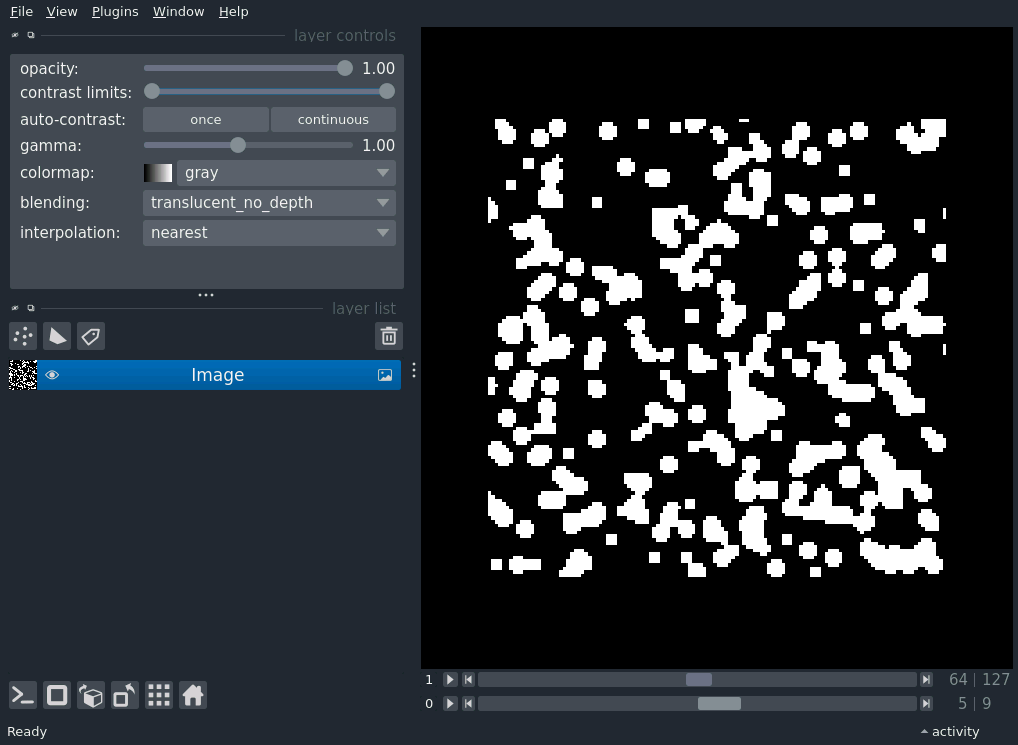 File View Plugins Window Help
layer controls
opacity: 1.00
contrast limits:
auto-contrast: once continuous
gamma: 1.00
colormap: gray
blending: translucent_no_depth
interpolation: nearest
layer list
Image
1 64 | 127
0 5 | 9
Ready activity